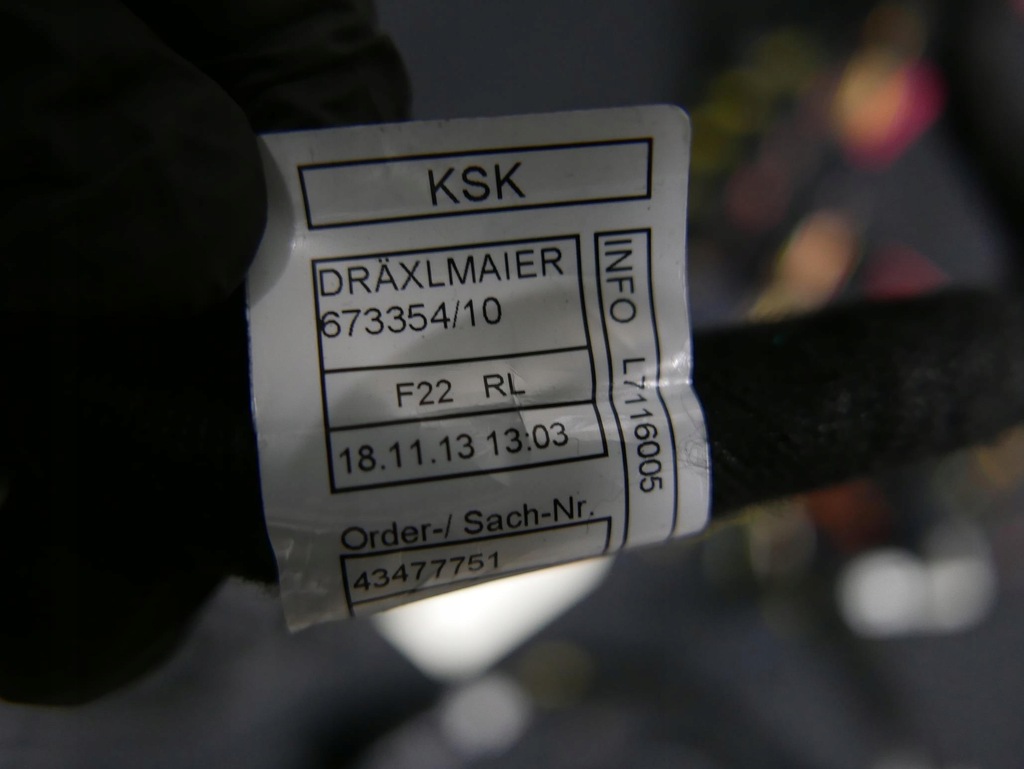 KSK
DRÄXLMAIER
673354/10
F22 RL
18.11.13 13:03
INFO L7116005
Order-/ Sach-Nr.
43477751